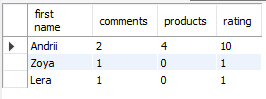 first name comments products rating
Andrii 2 4 10
Zoya 1 0 1
Lera 1 0 1